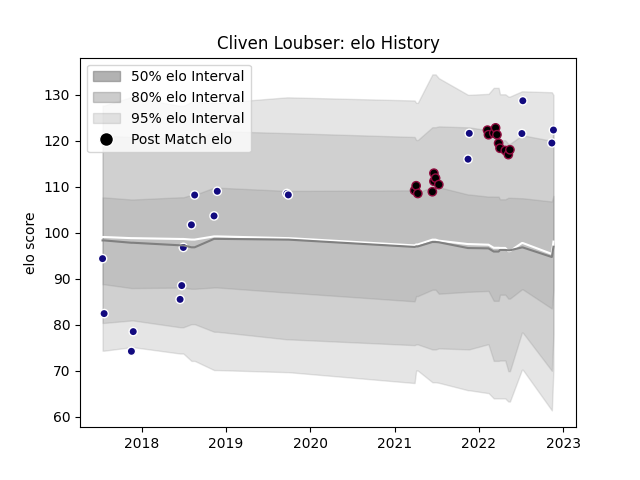 Cliven Loubser: elo History
50% elo Interval
80% elo Interval
95% elo Interval
Post Match elo
elo score
130
120
110
100
90
80
70
60
2018
2019
2020
2021
2022
2023